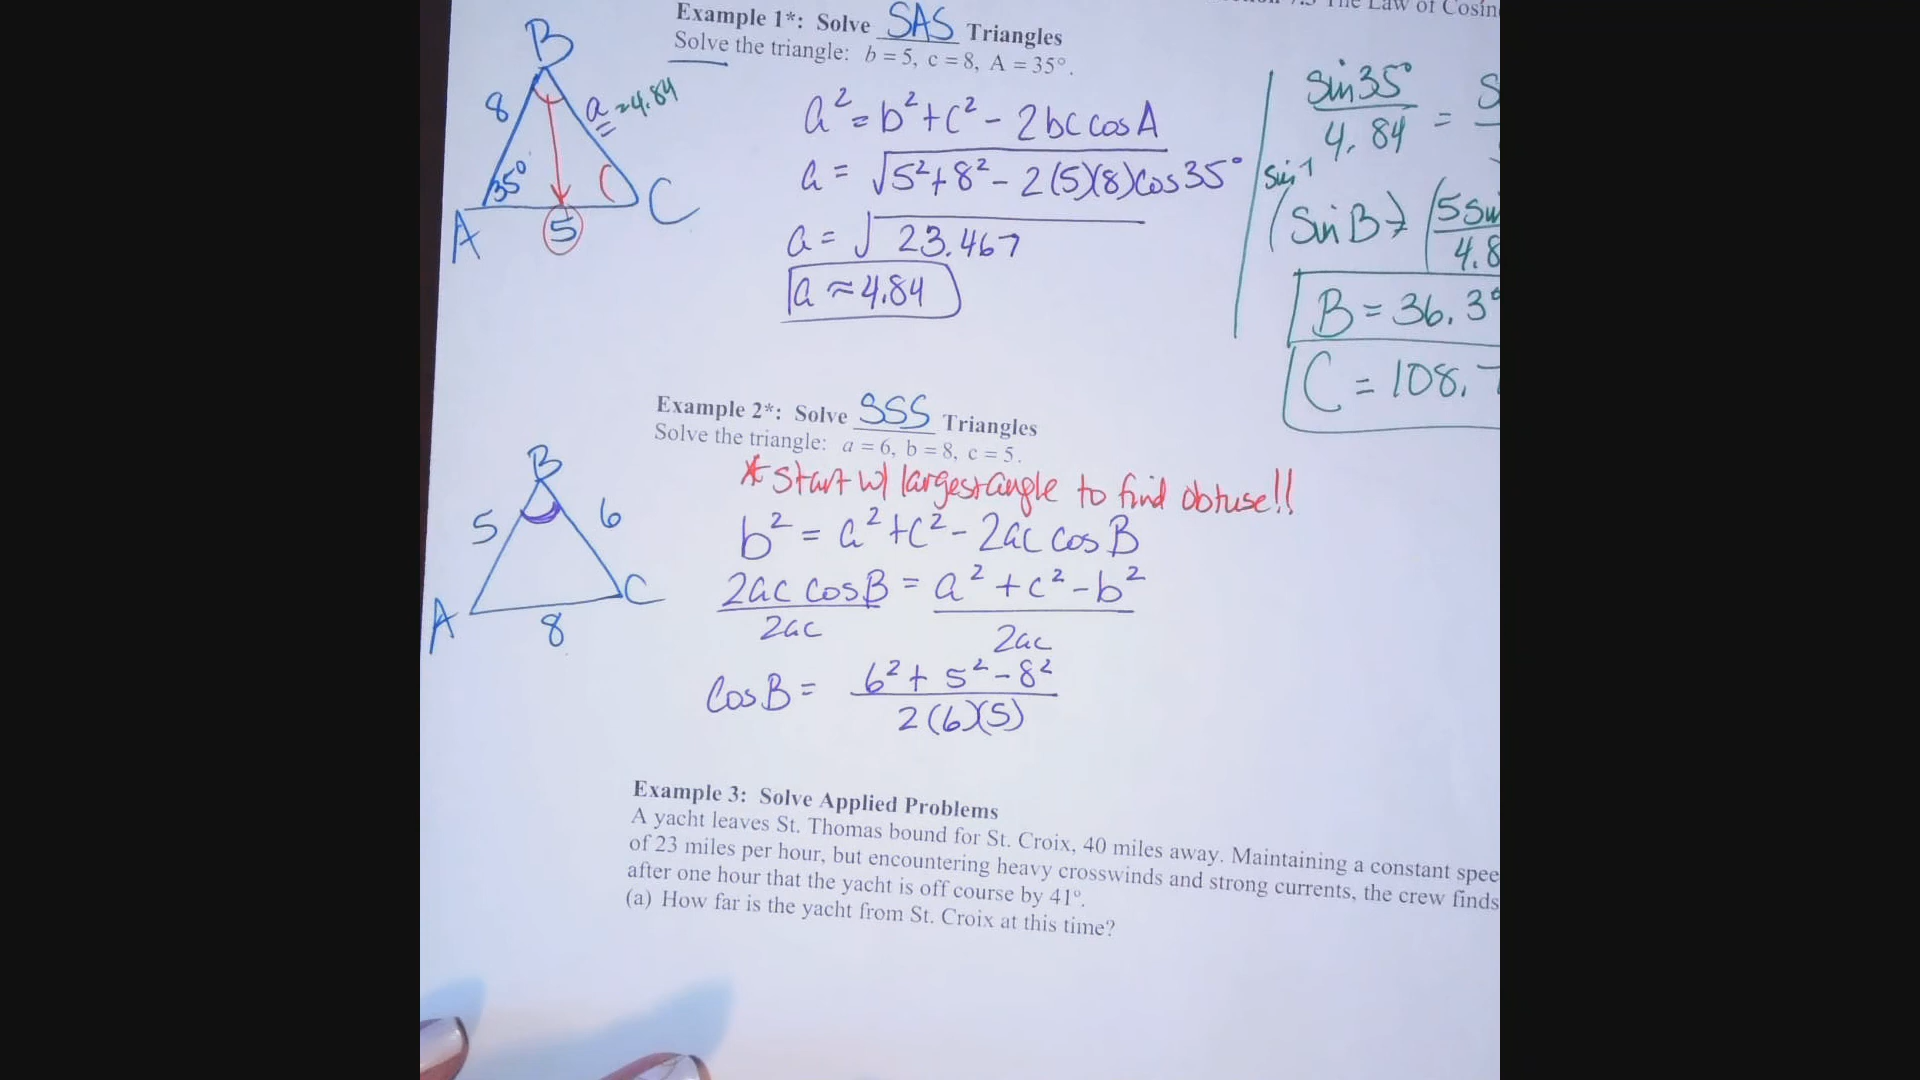 The Law of Cosin
Example 1*: Solve SAS Triangles
Solve the triangle: b = 5, c = 8, A = 35°.
B
8
a ≈4.84
35°
C
A
5
a² = b² + c² - 2bc cos A
a = √5² + 8² - 2(5)(8)cos 35°
a = √23.467
a ≈ 4.84
sin 35°
4.84
=
sin⁻¹
(sin B)
4.8
B = 36.3°
C = 108.7
Example 2*: Solve SSS Triangles
Solve the triangle: a = 6, b = 8, c = 5.
* Start w/ largest angle to find obtuse!!
B
5
6
A
C
8
b² = a² + c² - 2ac cos B
2ac cos B = a² + c² - b²
2ac 2ac
cos B = 6² + 5² - 8²
2(6)(5)
Example 3: Solve Applied Problems
A yacht leaves St. Thomas bound for St. Croix, 40 miles away. Maintaining a constant spee
of 23 miles per hour, but encountering heavy crosswinds and strong currents, the crew finds
after one hour that the yacht is off course by 41°.
(a) How far is the yacht from St. Croix at this time?